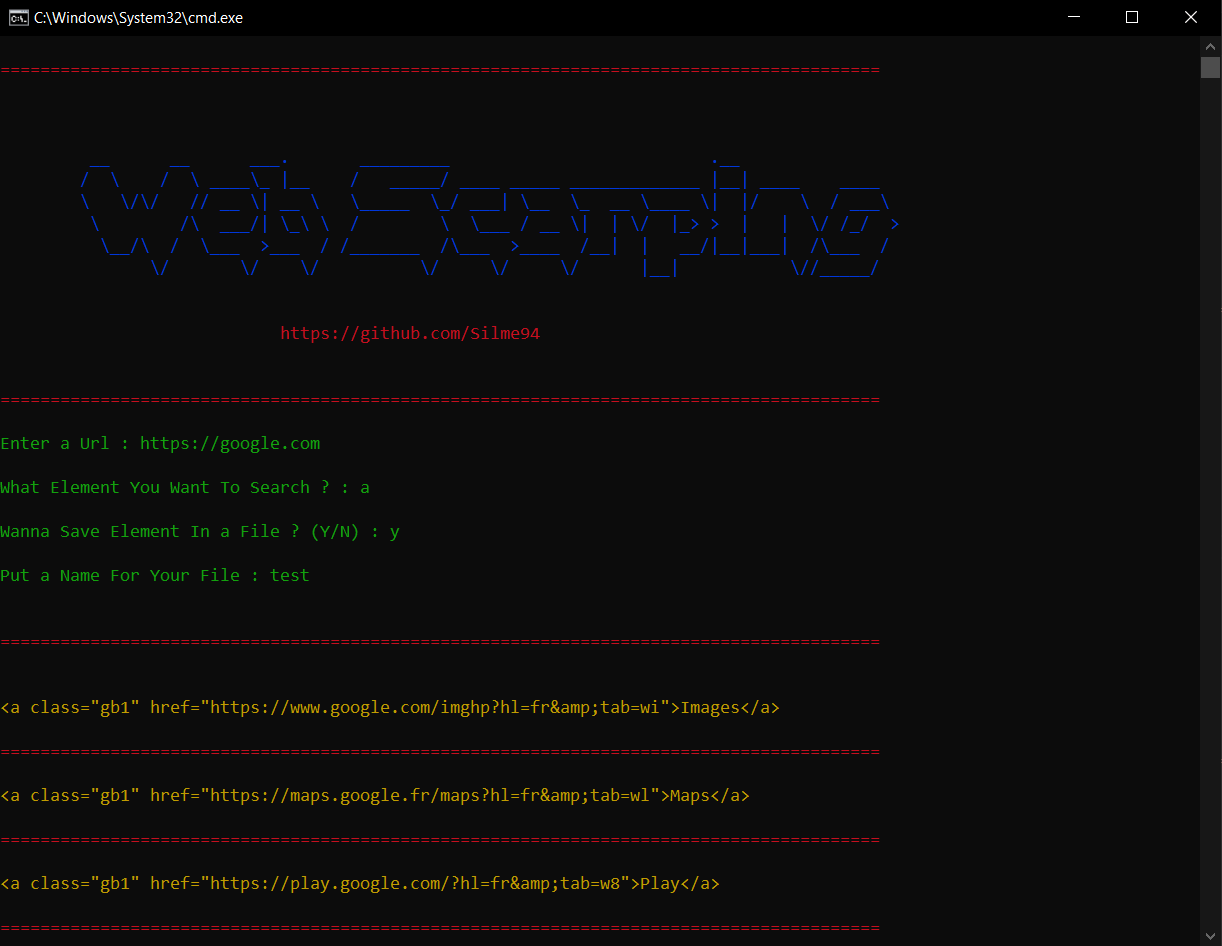 C:\Windows\System32\cmd.exe
========================================================================================
Web Scarping
https://github.com/Silme94
========================================================================================
Enter a Url : https://google.com
What Element You Want To Search ? : a
Wanna Save Element In a File ? (Y/N) : y
Put a Name For Your File : test
========================================================================================
<a class="gb1" href="https://www.google.com/imghp?hl=fr&amp;tab=wi">Images</a>
========================================================================================
<a class="gb1" href="https://maps.google.fr/maps?hl=fr&amp;tab=wl">Maps</a>
========================================================================================
<a class="gb1" href="https://play.google.com/?hl=fr&amp;tab=w8">Play</a>
========================================================================================